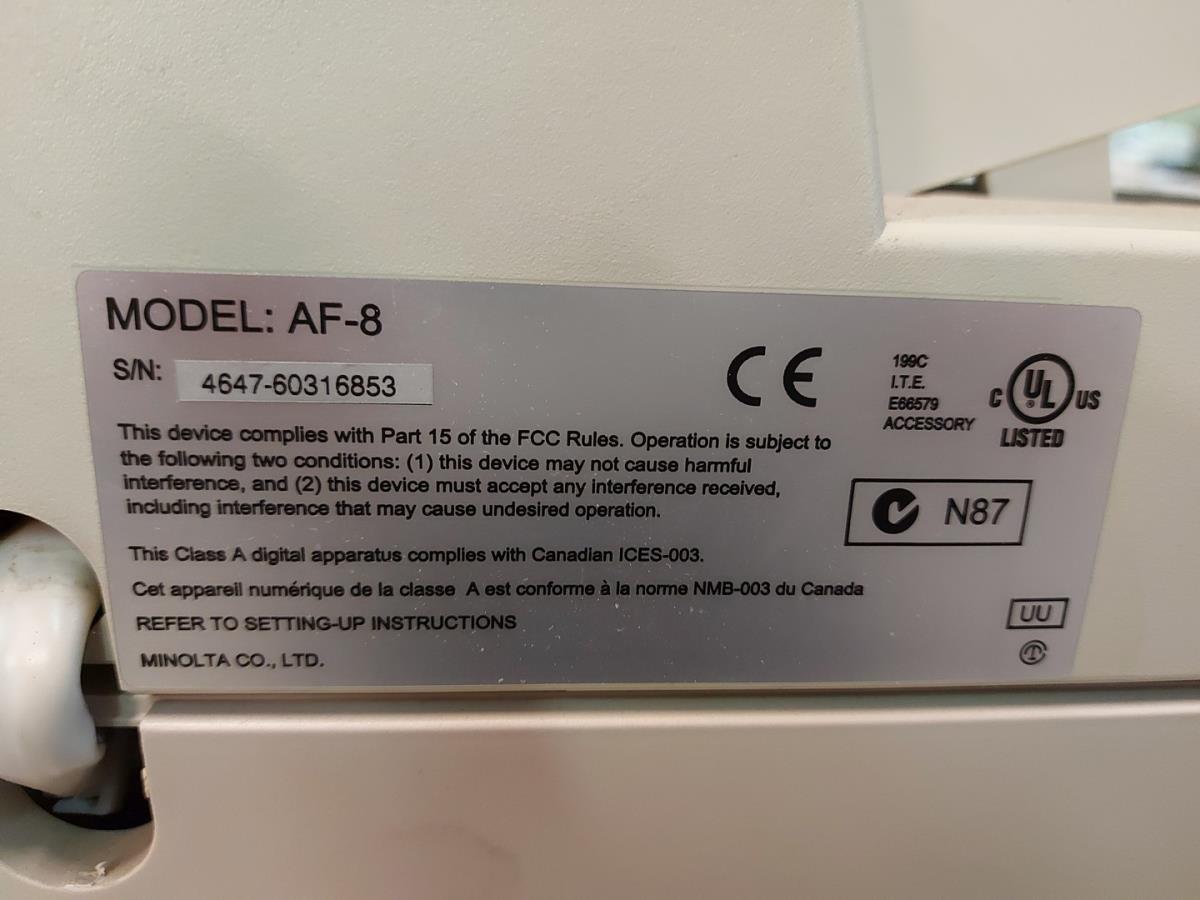 MODEL: AF-8
S/N: 4647-60316853
This device complies with Part 15 of the FCC Rules. Operation is subject to
the following two conditions: (1) this device may not cause harmful
interference, and (2) this device must accept any interference received,
including interference that may cause undesired operation.
This Class A digital apparatus complies with Canadian ICES-003.
Cet appareil numérique de la classe A est conforme à la norme NMB-003 du Canada
REFER TO SETTING-UP INSTRUCTIONS
MINOLTA CO., LTD.
CE
199C
I.T.E.
E66579
ACCESSORY
C UL ® US
LISTED
N87
UU